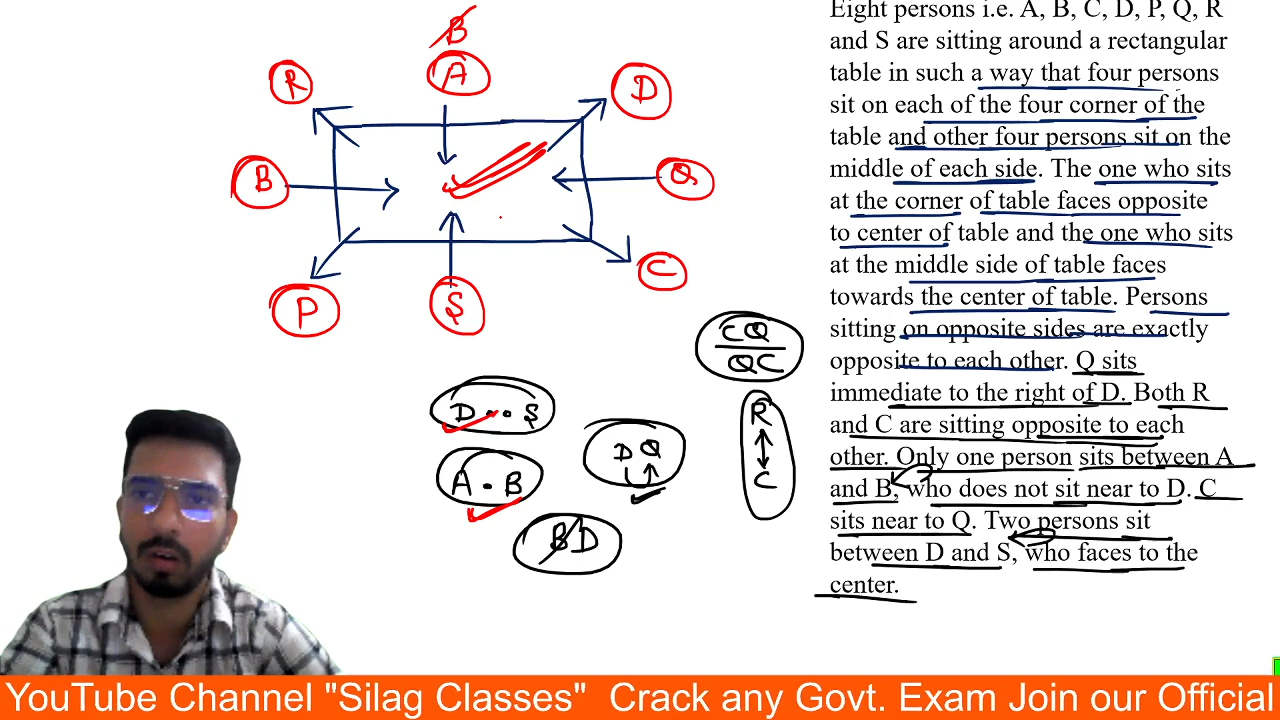 B
A
R
D
B
Q
P
S
C
CQ
QC
D . . S
A . B
D Q
B D
R
C
Eight persons i.e. A, B, C, D, P, Q, R
and S are sitting around a rectangular
table in such a way that four persons
sit on each of the four corner of the
table and other four persons sit on the
middle of each side. The one who sits
at the corner of table faces opposite
to center of table and the one who sits
at the middle side of table faces
towards the center of table. Persons
sitting on opposite sides are exactly
opposite to each other. Q sits
immediate to the right of D. Both R
and C are sitting opposite to each
other. Only one person sits between A
and B, who does not sit near to D. C
sits near to Q. Two persons sit
between D and S, who faces to the
center.
YouTube Channel "Silag Classes" Crack any Govt. Exam Join our Official